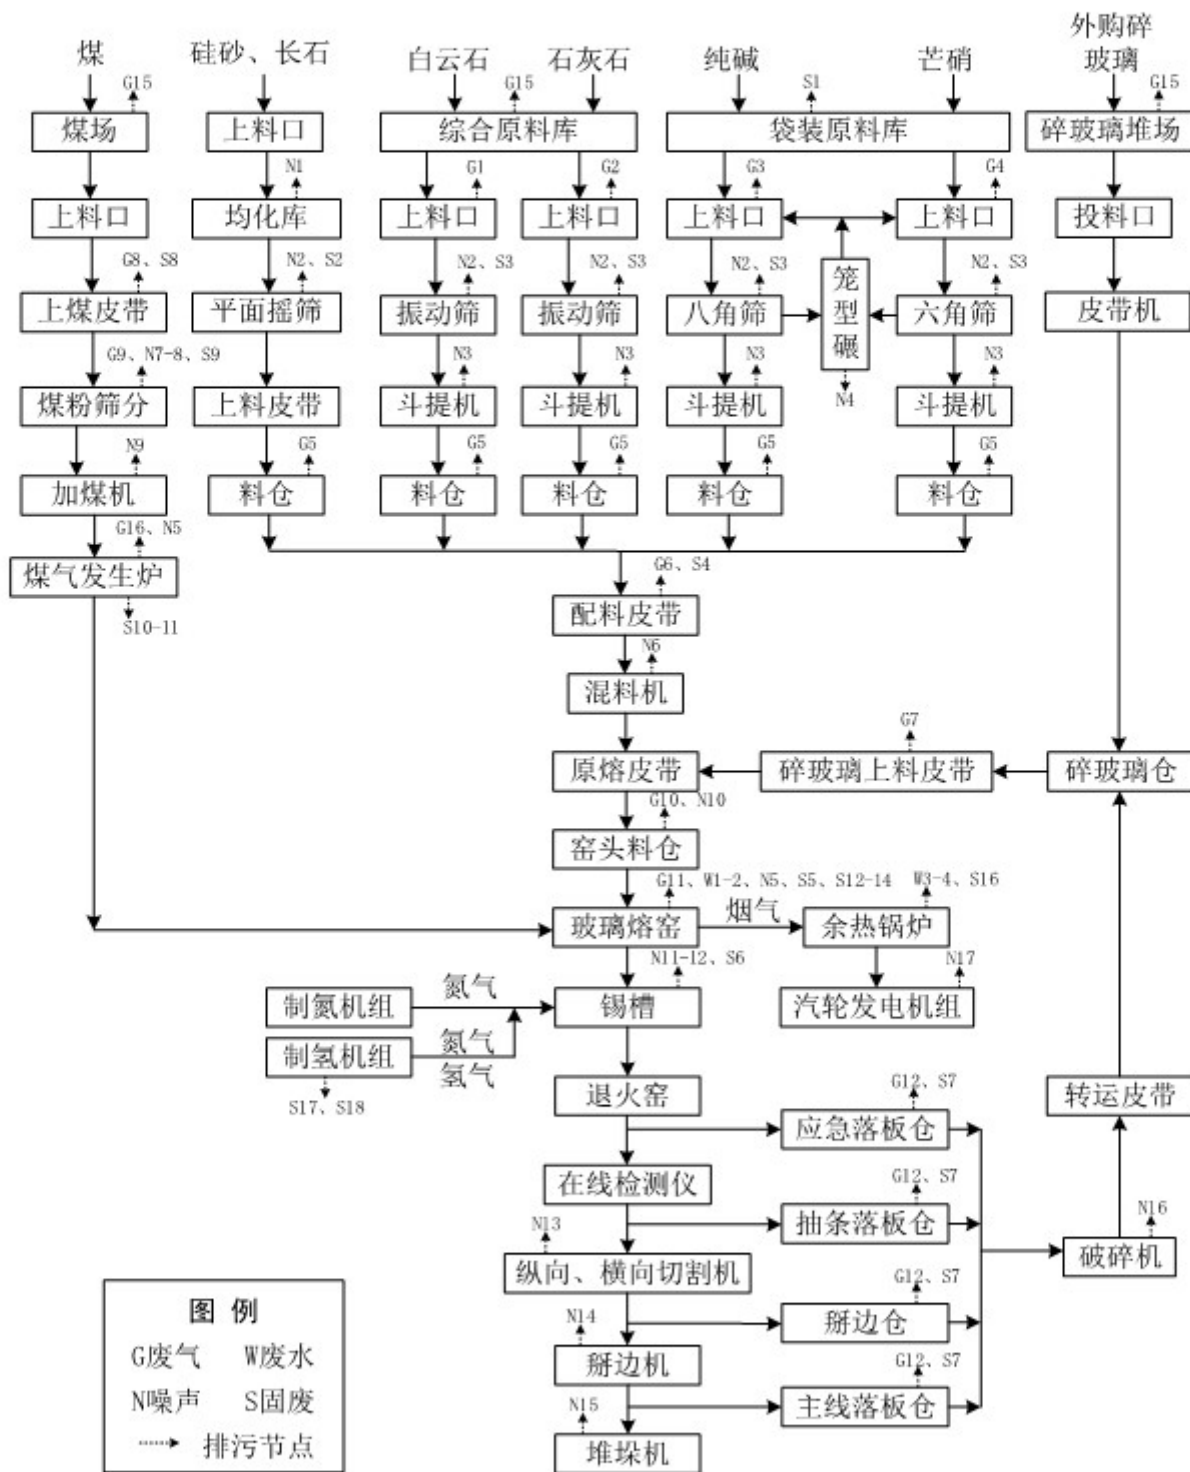 煤 硅砂、长石 白云石 石灰石 纯碱 芒硝 外购碎
玻璃
G15 G15 S1 G15
煤场 上料口 综合原料库 袋装原料库 碎玻璃堆场
N1 G1 G2 G3 G4
上料口 均化库 上料口 上料口 上料口 上料口 投料口
G8、S8 N2、S2 N2、S3 N2、S3 N2、S3 N2、S3
上煤皮带 平面摇筛 振动筛 振动筛 八角筛 笼型碾 六角筛 皮带机
G9、N7-8、S9 N3 N3 N3 N4 N3
煤粉筛分 上料皮带 斗提机 斗提机 斗提机 斗提机
N9 G5 G5 G5 G5 G5
加煤机 料仓 料仓 料仓 料仓 料仓
G16、N5
煤气发生炉
S10-11
G6、S4
配料皮带
N6
混料机
G7
原熔皮带 碎玻璃上料皮带 碎玻璃仓
G10、N10
窑头料仓
G11、W1-2、N5、S5、S12-14 W3-4、S16
玻璃熔窑 烟气 余热锅炉
N11-12、S6 N17
制氮机组 氮气 锡槽 汽轮发电机组
制氢机组 氮气
氢气
S17、S18
G12、S7
退火窑 应急落板仓 转运皮带
G12、S7
在线检测仪 抽条落板仓
N13 N16
纵向、横向切割机 破碎机
G12、S7
N14 掰边仓
掰边机
G12、S7
N15 主线落板仓
堆垛机
图 例
G废气 W废水
N噪声 S固废
排污节点